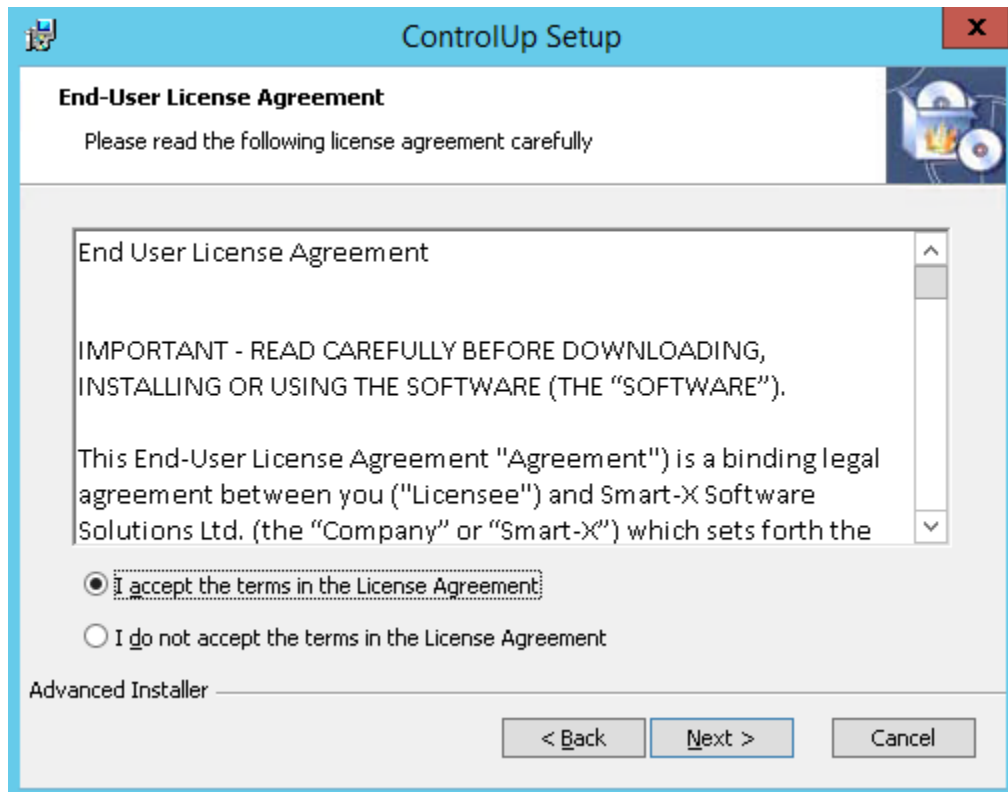 ControlUp Setup
x
End-User License Agreement
Please read the following license agreement carefully
End User License Agreement
IMPORTANT - READ CAREFULLY BEFORE DOWNLOADING,
INSTALLING OR USING THE SOFTWARE (THE “SOFTWARE”).
This End-User License Agreement "Agreement") is a binding legal
agreement between you ("Licensee") and Smart-X Software
Solutions Ltd. (the “Company” or “Smart-X”) which sets forth the
I accept the terms in the License Agreement
I do not accept the terms in the License Agreement
Advanced Installer
< Back Next > Cancel